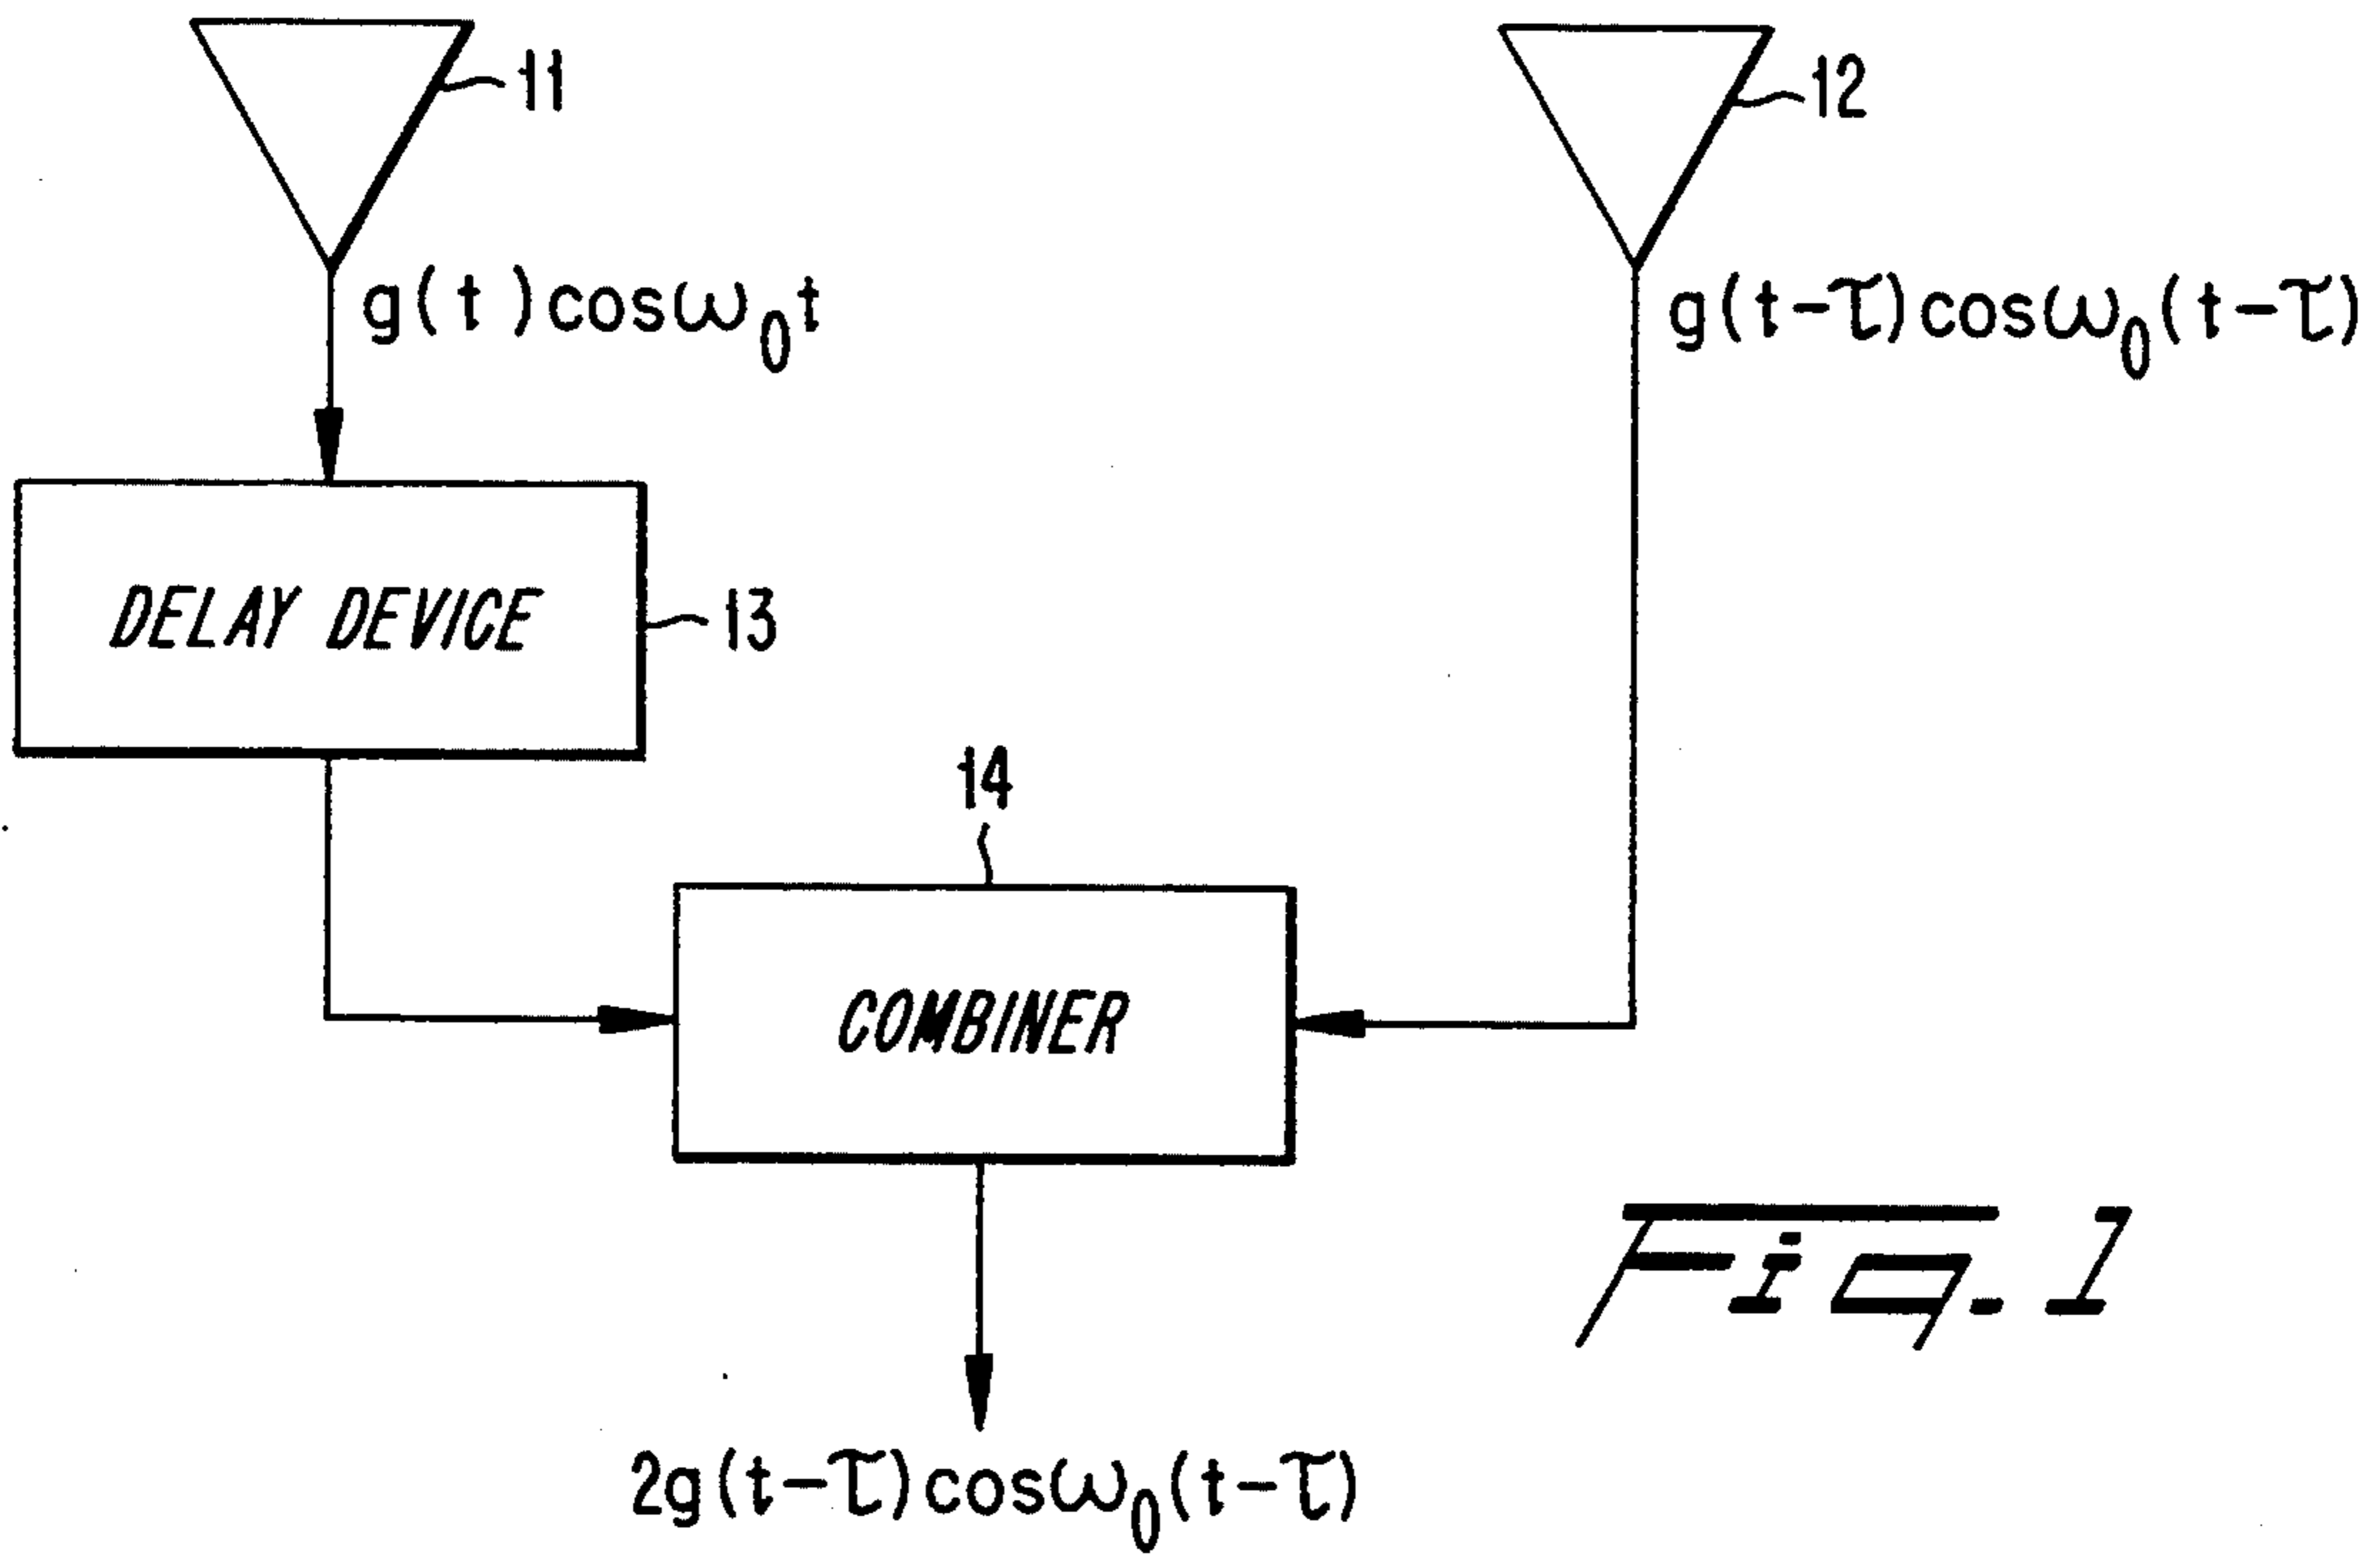 11
12
g(t)cosω₀t
g(t-τ)cosω₀(t-τ)
DELAY DEVICE
13
14
COMBINER
Fig. 1
2g(t-τ)cosω₀(t-τ)